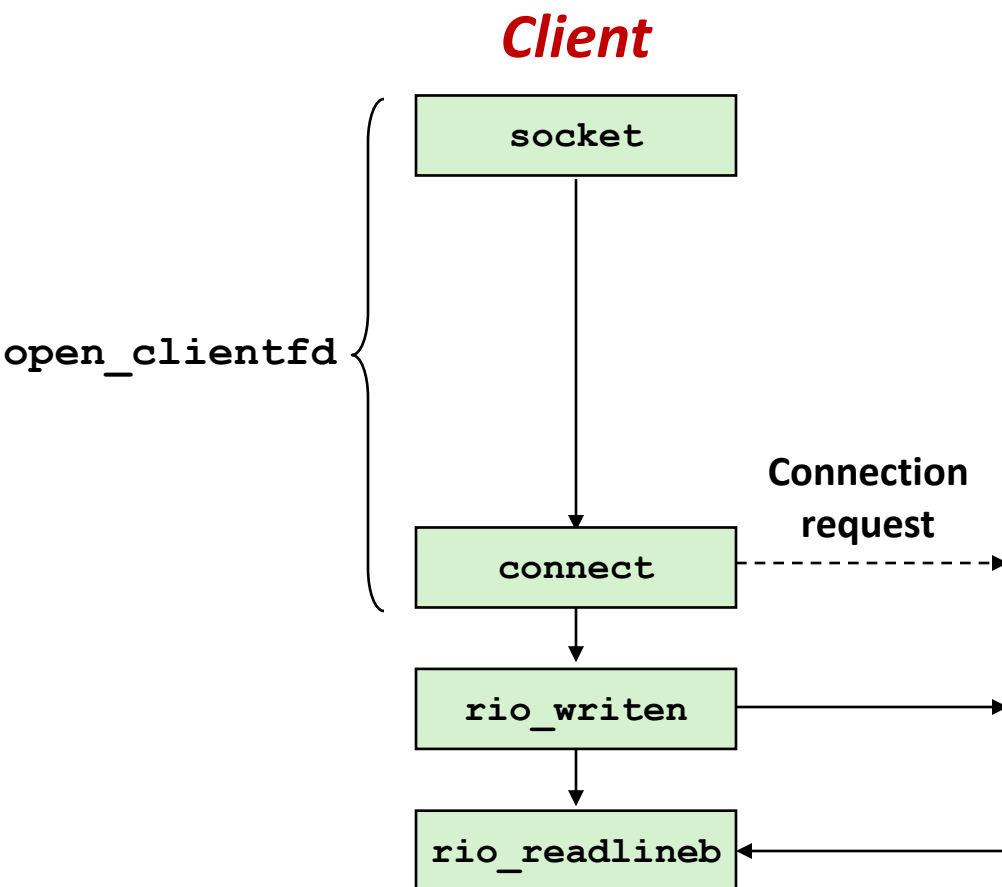 Client
socket
open_clientfd
Connection
request
connect
rio_writen
rio_readlineb